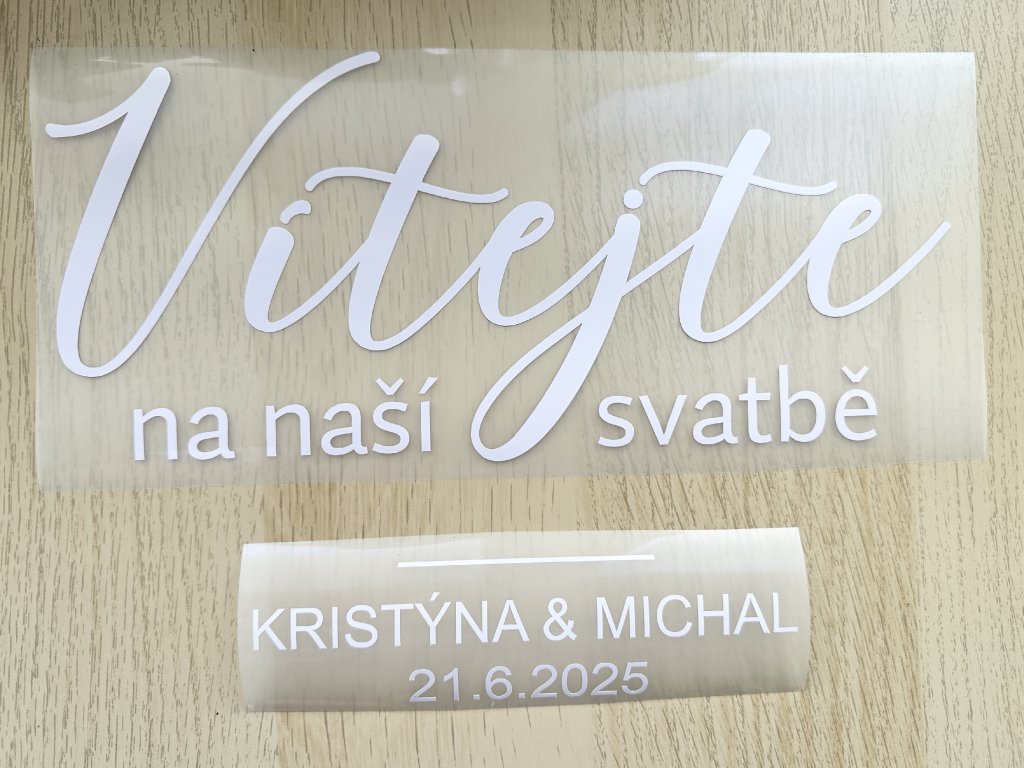 Vítejte
na naší svatbě
KRISTÝNA & MICHAL
21.6.2025